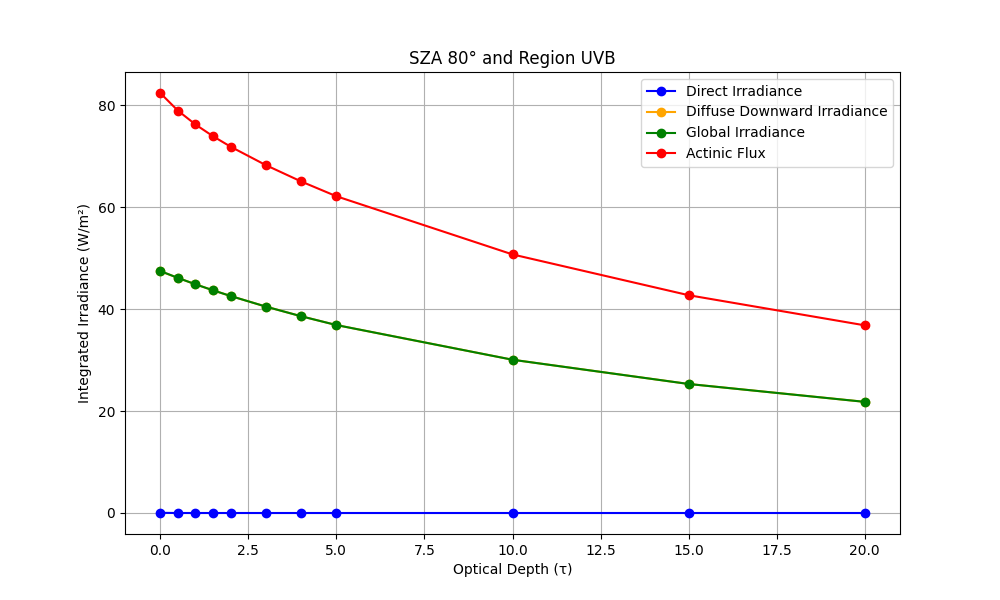 SZA 80° and Region UVB
Direct Irradiance
Diffuse Downward Irradiance
Global Irradiance
Actinic Flux
Integrated Irradiance (W/m²)
80
60
40
20
0
0.0 2.5 5.0 7.5 10.0 12.5 15.0 17.5 20.0
Optical Depth (τ)